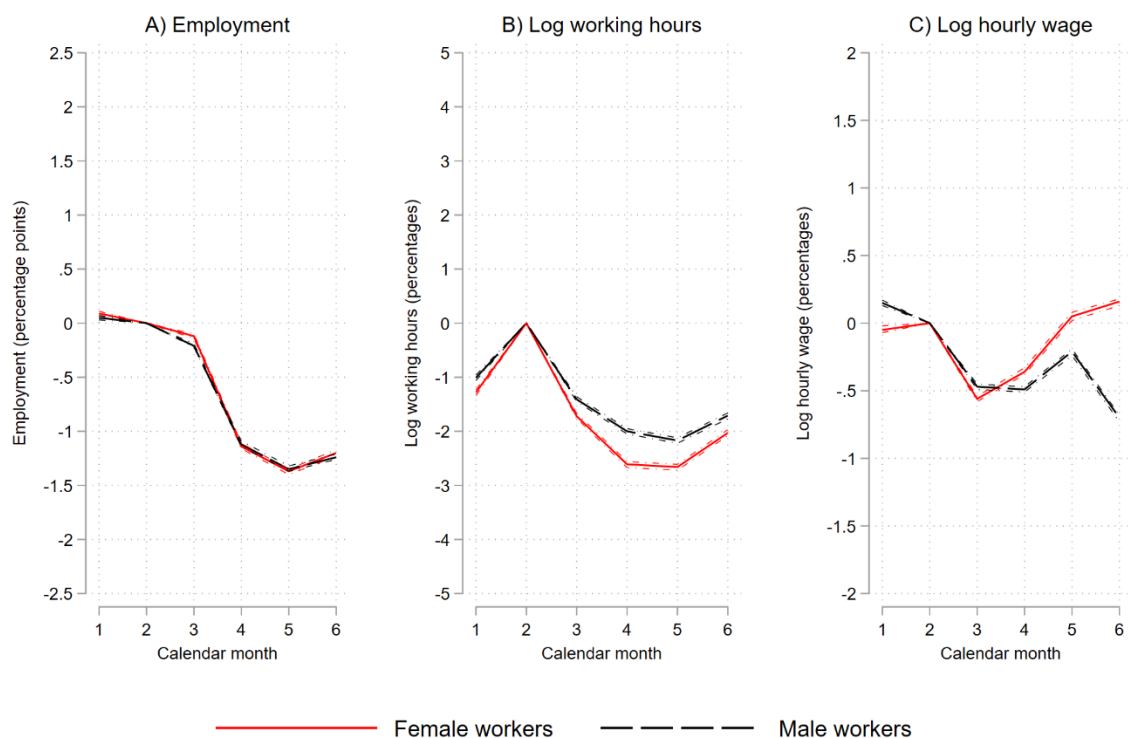 A) Employment
B) Log working hours
C) Log hourly wage
Employment (percentage points)
2.5
2
1.5
1
.5
0
-.5
-1
-1.5
-2
-2.5
1 2 3 4 5 6
Calendar month
Log working hours (percentages)
5
4
3
2
1
0
-1
-2
-3
-4
-5
1 2 3 4 5 6
Calendar month
Log hourly wage (percentages)
2
1.5
1
.5
0
-.5
-1
-1.5
-2
1 2 3 4 5 6
Calendar month
Female workers
Male workers